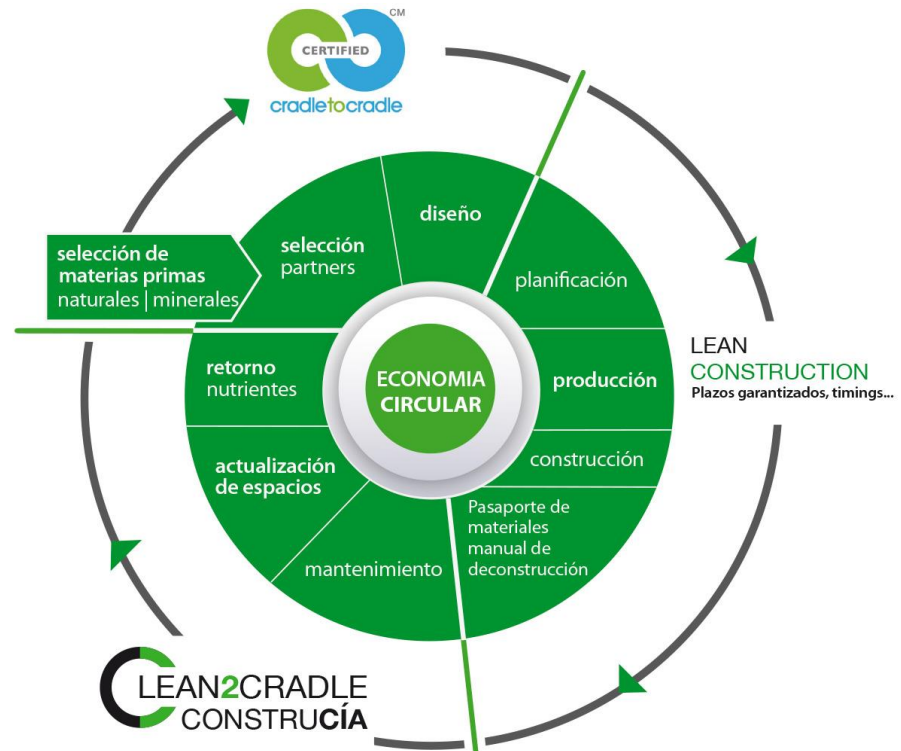 CM
CERTIFIED
cradletocradle
diseño
selección
partners
selección de
materias primas
naturales | minerales
planificación
retorno
nutrientes
ECONOMIA
CIRCULAR
producción
LEAN
CONSTRUCTION
Plazos garantizados, timings...
construcción
actualización
de espacios
Pasaporte de
materiales
manual de
deconstrucción
mantenimiento
LEAN2CRADLE
CONSTRUCÍA